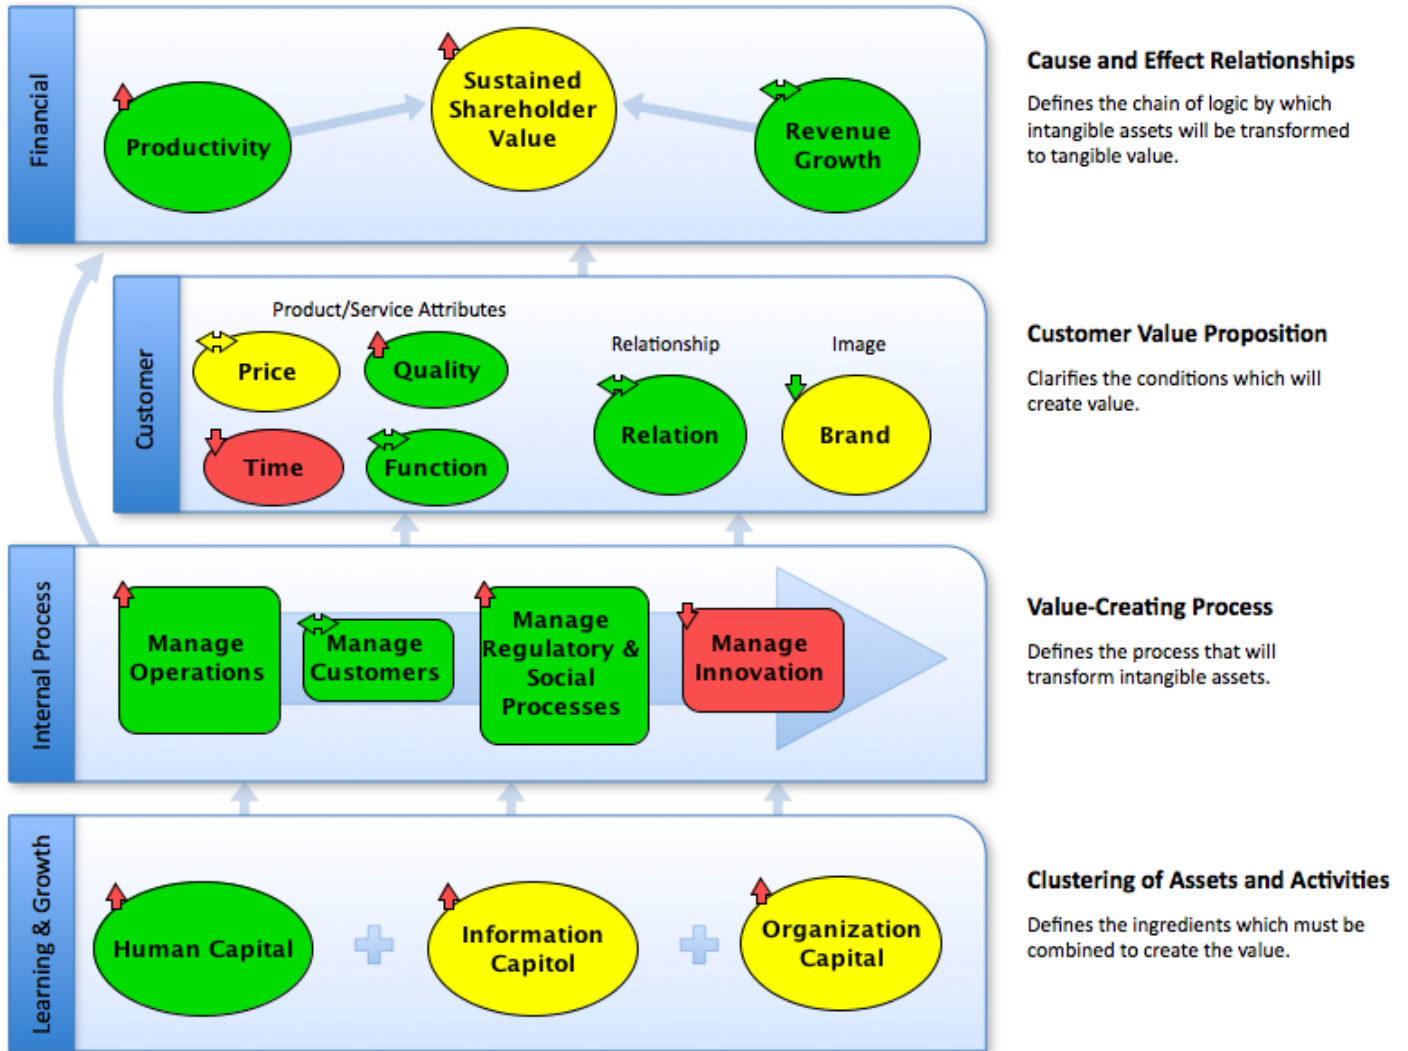 Financial
Productivity
Sustained
Shareholder
Value
Revenue
Growth
Cause and Effect Relationships
Defines the chain of logic by which
intangible assets will be transformed
to tangible value.
Customer
Product/Service Attributes
Price
Quality
Time
Function
Relationship
Relation
Image
Brand
Customer Value Proposition
Clarifies the conditions which will
create value.
Internal Process
Manage
Operations
Manage
Customers
Manage
Regulatory &
Social
Processes
Manage
Innovation
Value-Creating Process
Defines the process that will
transform intangible assets.
Learning & Growth
Human Capital
Information
Capitol
Organization
Capital
Clustering of Assets and Activities
Defines the ingredients which must be
combined to create the value.